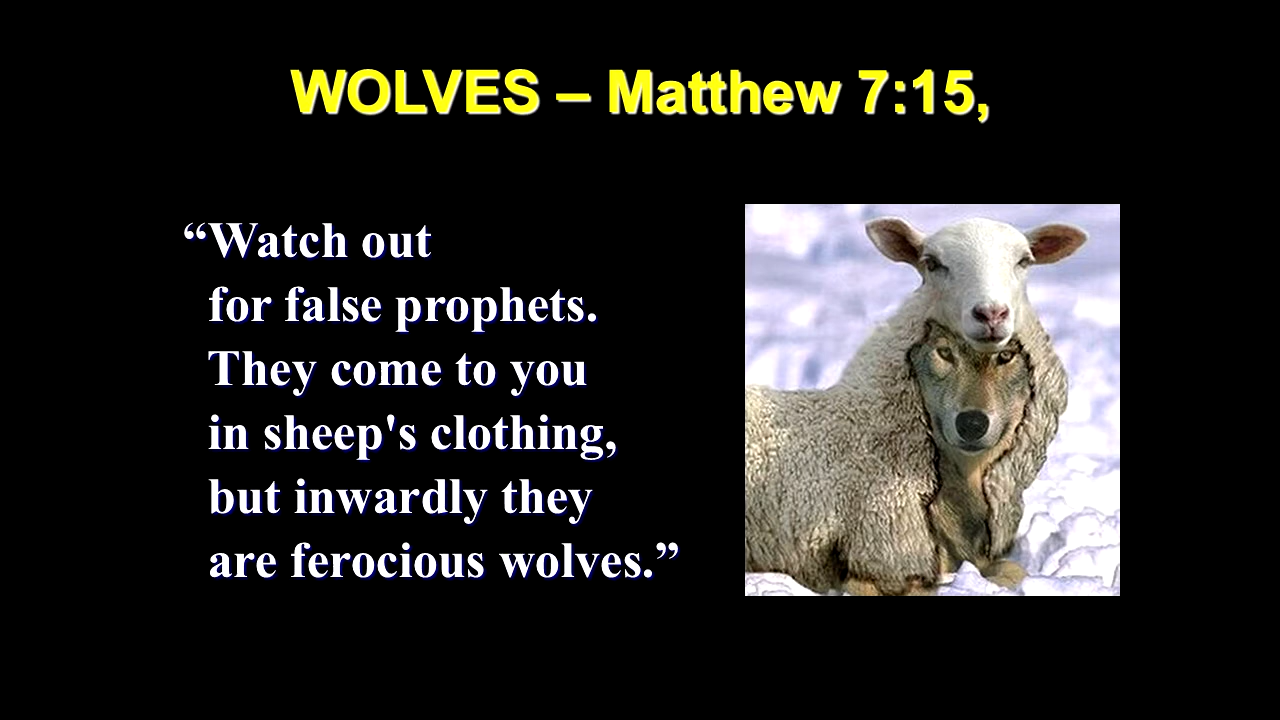 WOLVES – Matthew 7:15,
“Watch out
for false prophets.
They come to you
in sheep's clothing,
but inwardly they
are ferocious wolves.”